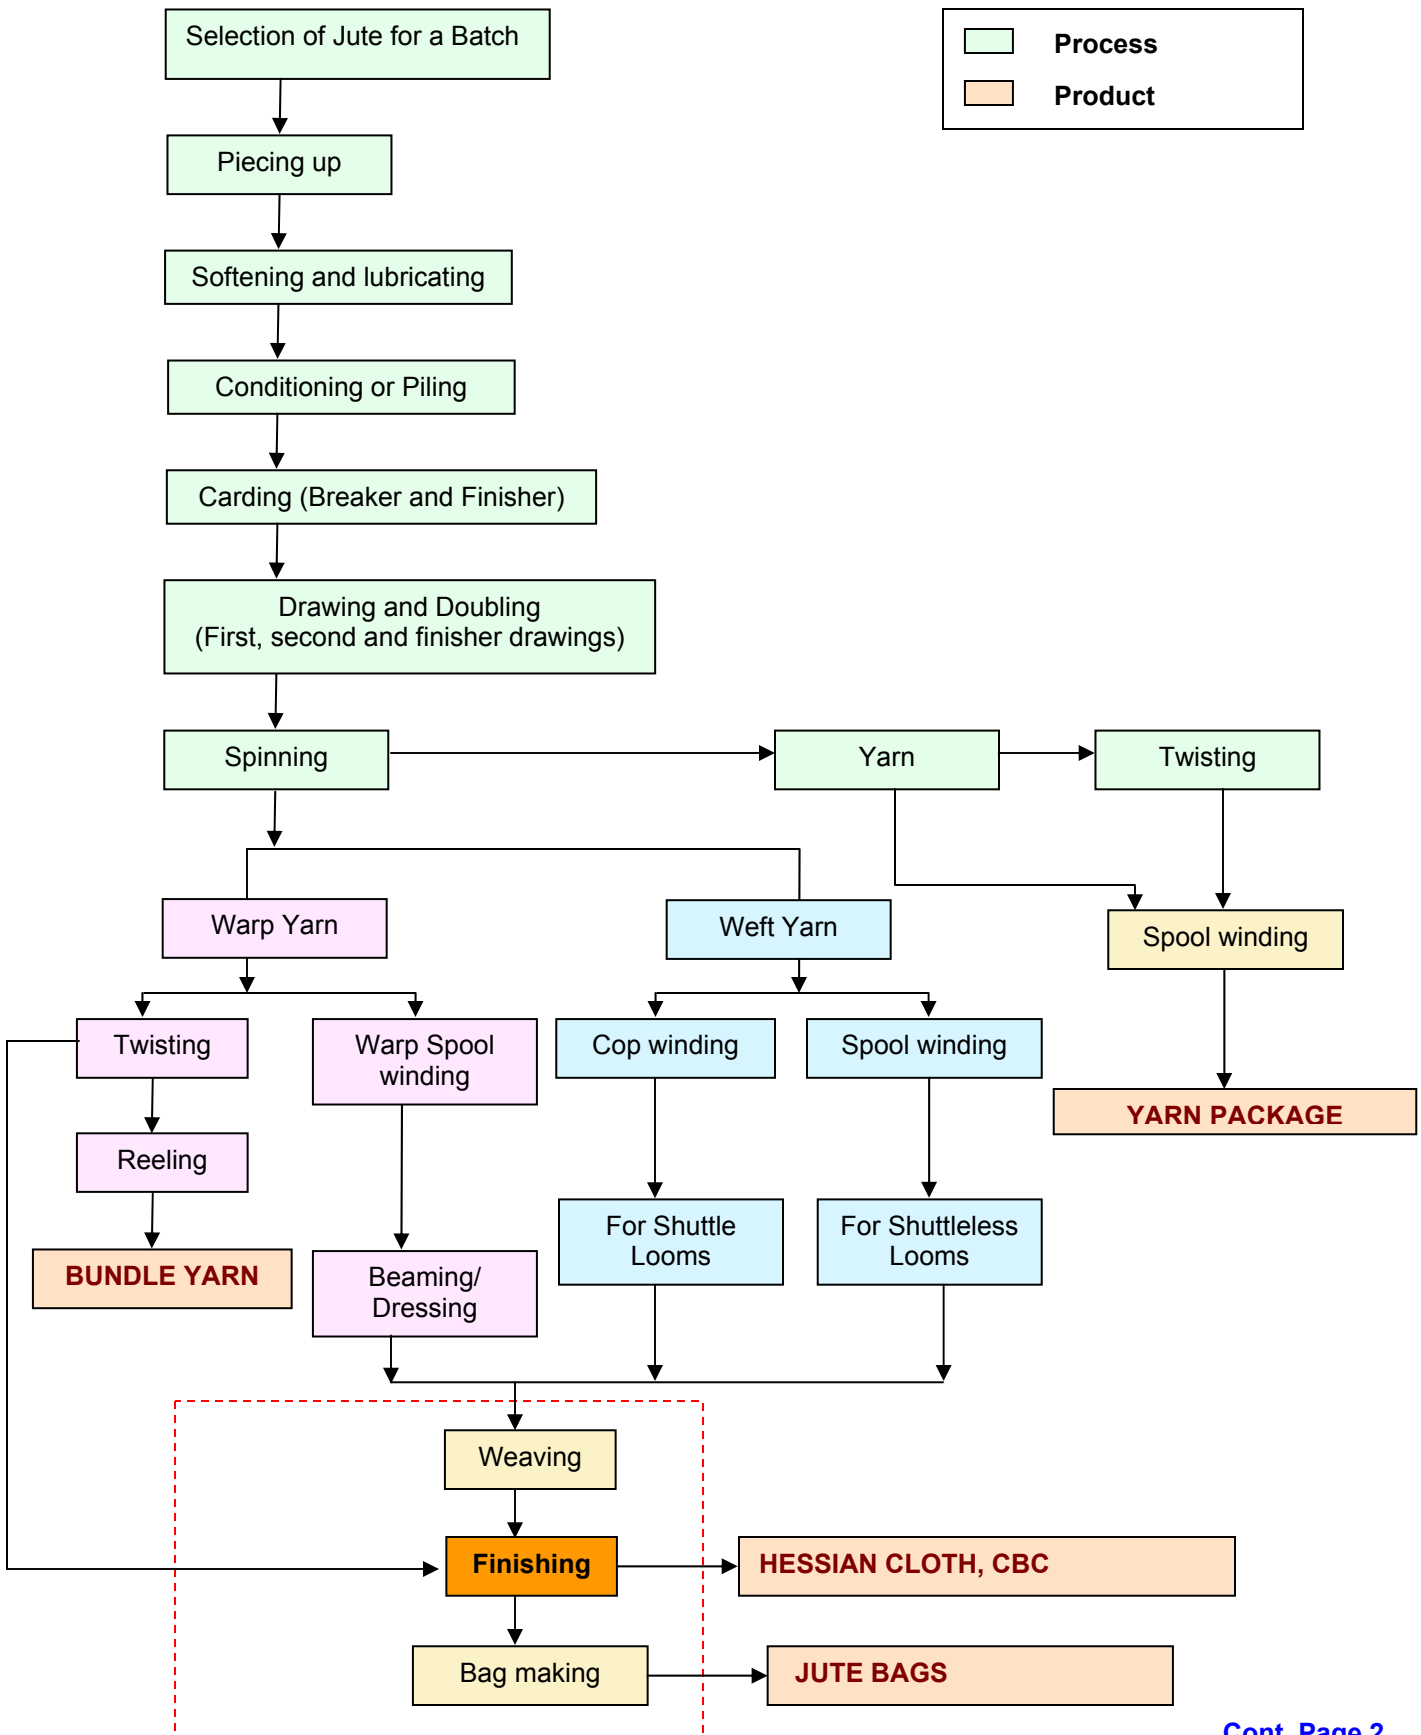 Selection of Jute for a Batch
Process
Product
Piecing up
Softening and lubricating
Conditioning or Piling
Carding (Breaker and Finisher)
Drawing and Doubling
(First, second and finisher drawings)
Spinning
Yarn
Twisting
Warp Yarn
Weft Yarn
Spool winding
Twisting
Warp Spool
winding
Cop winding
Spool winding
YARN PACKAGE
Reeling
For Shuttle
Looms
For Shuttleless
Looms
BUNDLE YARN
Beaming/
Dressing
Weaving
Finishing
HESSIAN CLOTH, CBC
Bag making
JUTE BAGS
Cont. Page 2